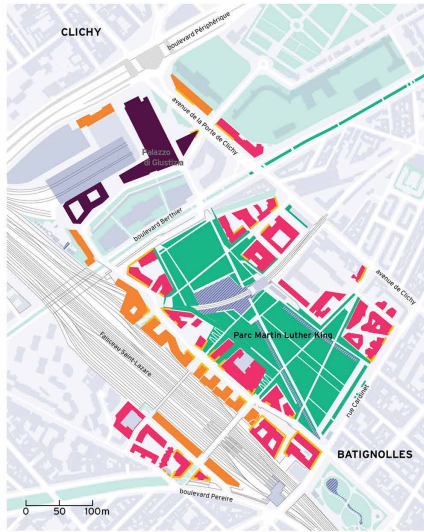 CLICHY
boulevard Périphérique
avenue de la Porte de Clichy
Palazzo
di Giustizia
boulevard Berthier
avenue de Clichy
Faisceau Saint-Lazare
Parc Martin Luther King
rue Cardinet
BATIGNOLLES
boulevard Pereire
0 50 100m